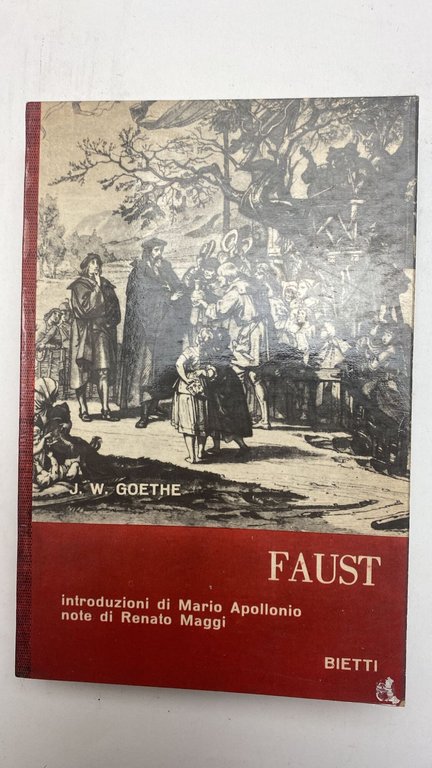 J. W. GOETHE
FAUST
introduzioni di Mario Apollonio
note di Renato Maggi
BIETTI